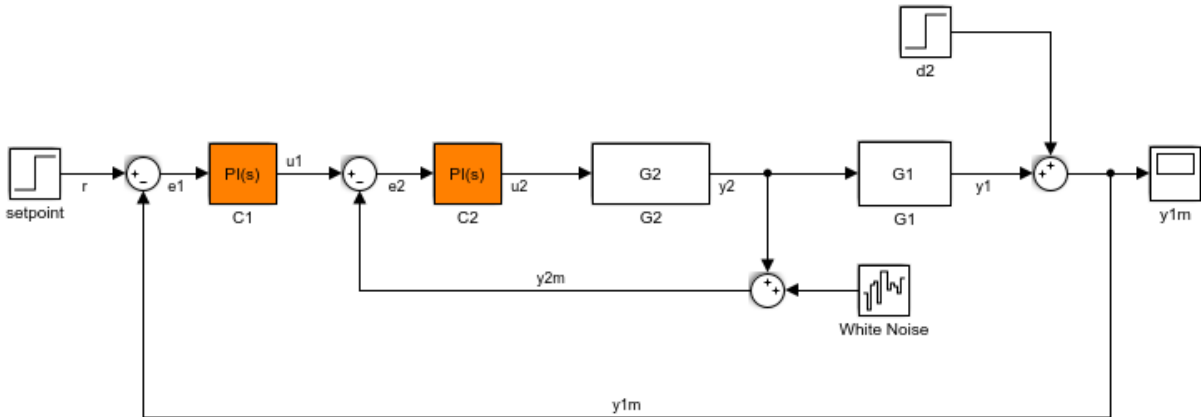 d2
setpoint
r
e1
PI(s)
C1
u1
e2
PI(s)
C2
u2
G2
G2
y2
G1
G1
y1
y1m
y2m
White Noise
y1m